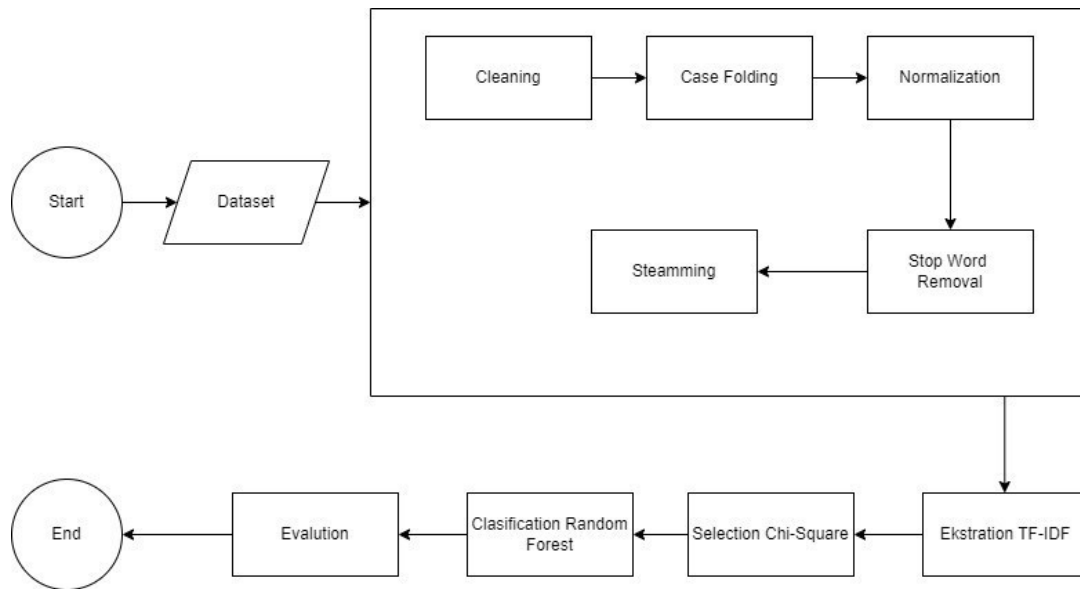 Cleaning
Case Folding
Normalization
Start
Dataset
Steamming
Stop Word
Removal
End
Evalution
Clasification Random
Forest
Selection Chi-Square
Ekstration TF-IDF